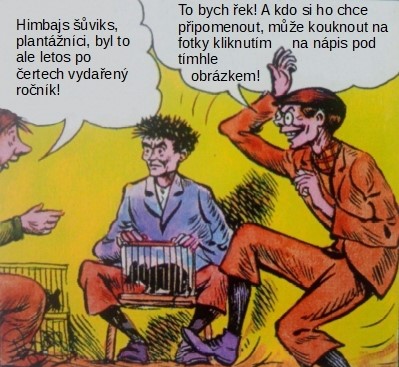 Himbajs šůviks,
plantážníci, byl to
ale letos po
čertech vydařený
ročník!
To bych řek! A kdo si ho chce
připomenout, může kouknout na
fotky kliknutím na nápis pod
tímhle
obrázkem!